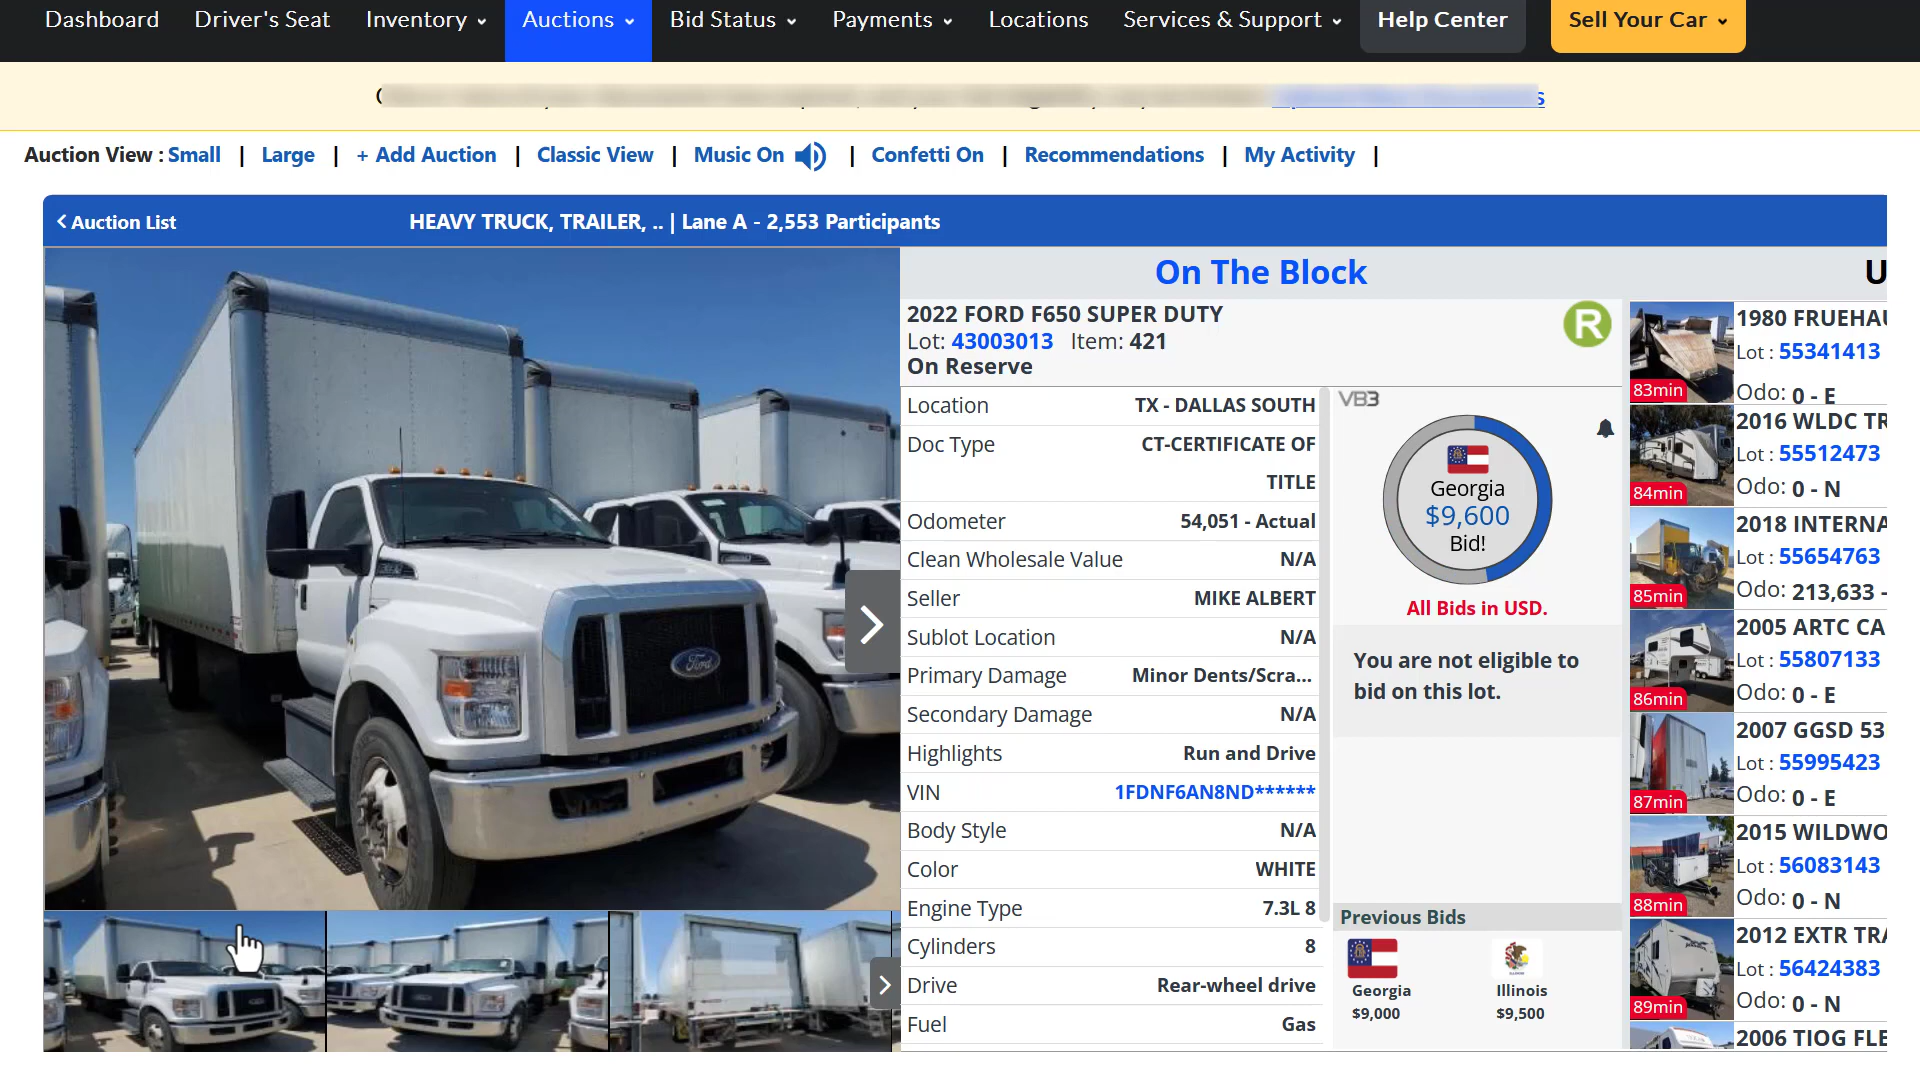 Dashboard Driver's Seat Inventory Auctions Bid Status Payments Locations Services & Support Help Center Sell Your Car
Auction View : Small | Large | + Add Auction | Classic View | Music On | Confetti On | Recommendations | My Activity |
Auction List
HEAVY TRUCK, TRAILER, .. | Lane A - 2,553 Participants
On The Block
2022 FORD F650 SUPER DUTY
Lot: 43003013 Item: 421
On Reserve
R
Location TX - DALLAS SOUTH
Doc Type CT-CERTIFICATE OF
TITLE
Odometer 54,051 - Actual
Clean Wholesale Value N/A
Seller MIKE ALBERT
Sublot Location N/A
Primary Damage Minor Dents/Scra...
Secondary Damage N/A
Highlights Run and Drive
VIN 1FDNF6AN8ND******
Body Style N/A
Color WHITE
Engine Type 7.3L 8
Cylinders 8
Drive Rear-wheel drive
Fuel Gas
VB3
Georgia
$9,600
Bid!
All Bids in USD.
You are not eligible to
bid on this lot.
Previous Bids
Georgia
$9,000
Illinois
$9,500
U
1980 FRUEHAU
Lot : 55341413
83min
Odo: 0 - E
2016 WLDC TR
Lot : 55512473
84min
Odo: 0 - N
2018 INTERNA
Lot : 55654763
85min
Odo: 213,633 -
2005 ARTC CA
Lot : 55807133
86min
Odo: 0 - E
2007 GGSD 53
Lot : 55995423
87min
Odo: 0 - E
2015 WILDWO
Lot : 56083143
88min
Odo: 0 - N
2012 EXTR TRA
Lot : 56424383
89min
Odo: 0 - N
2006 TIOG FLE
Ford